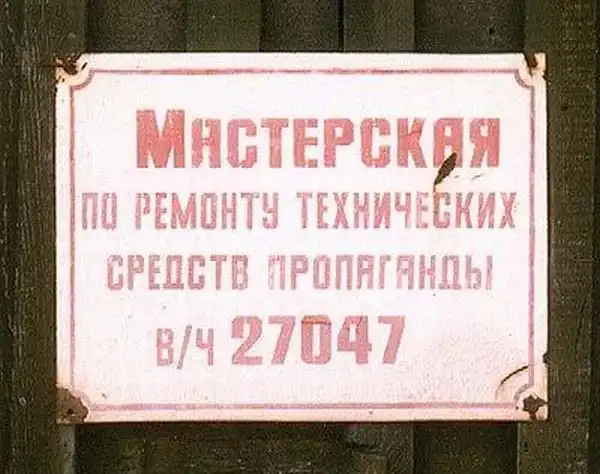 Мастерская
по ремонту технических
средств пропаганды
в/ч 27047